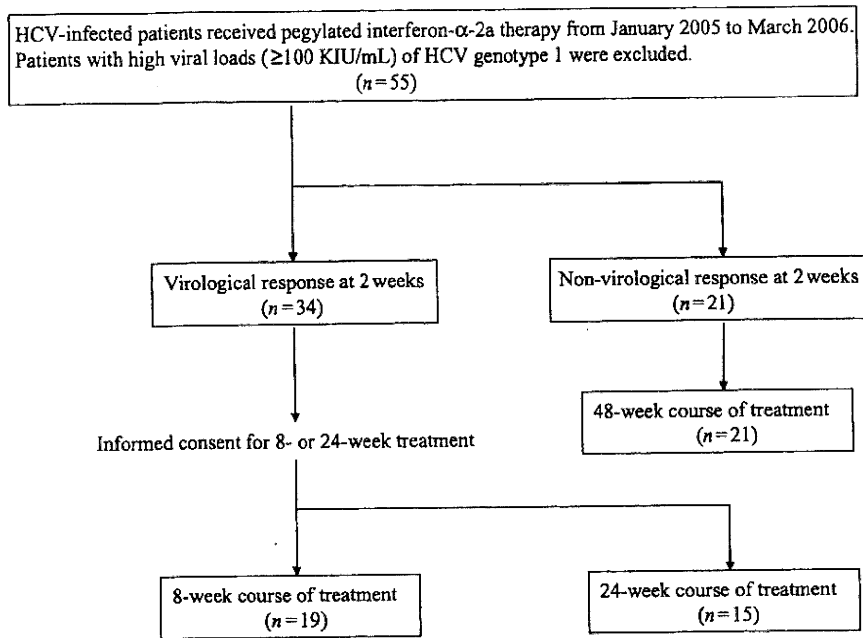 HCV-infected patients received pegylated interferon-α-2a therapy from January 2005 to March 2006.
Patients with high viral loads (≥100 KIU/mL) of HCV genotype 1 were excluded.
(n=55)
Virological response at 2 weeks
(n=34)
Non-virological response at 2 weeks
(n=21)
48-week course of treatment
(n=21)
Informed consent for 8- or 24-week treatment
8-week course of treatment
(n=19)
24-week course of treatment
(n=15)